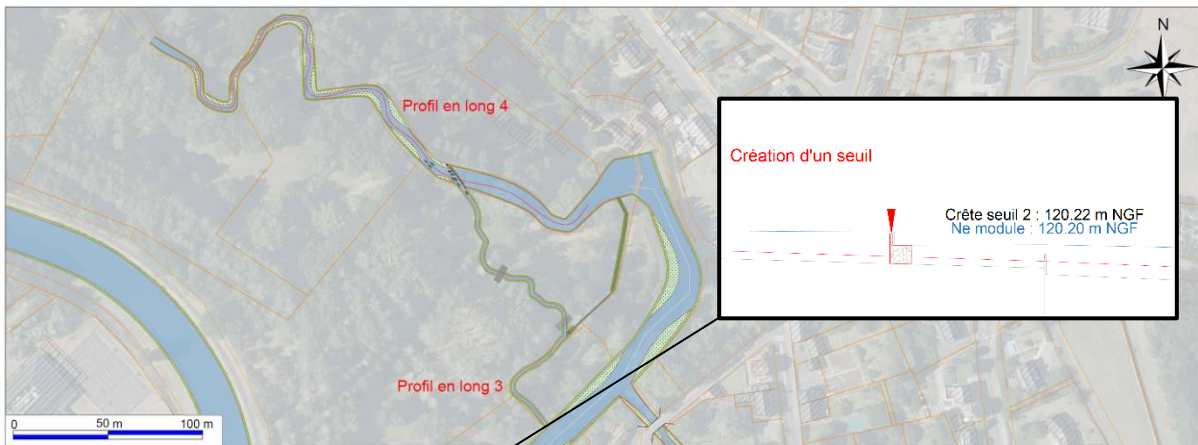 N
Profil en long 4
Création d'un seuil
Crête seuil 2 : 120.22 m NGF
Ne module : 120.20 m NGF
Profil en long 3
0 50 m 100 m